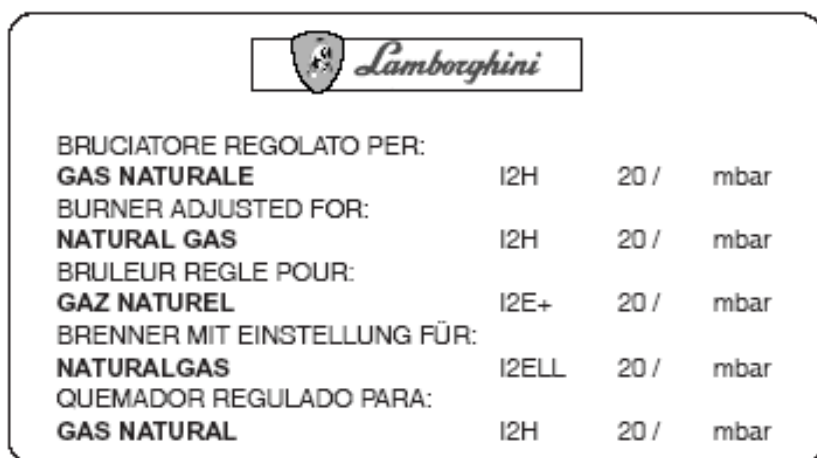 Lamborghini
BRUCIATORE REGOLATO PER:
GAS NATURALE I2H 20 / mbar
BURNER ADJUSTED FOR:
NATURAL GAS I2H 20 / mbar
BRULEUR REGLE POUR:
GAZ NATUREL I2E+ 20 / mbar
BRENNER MIT EINSTELLUNG FÜR:
NATURALGAS I2ELL 20 / mbar
QUEMADOR REGULADO PARA:
GAS NATURAL I2H 20 / mbar